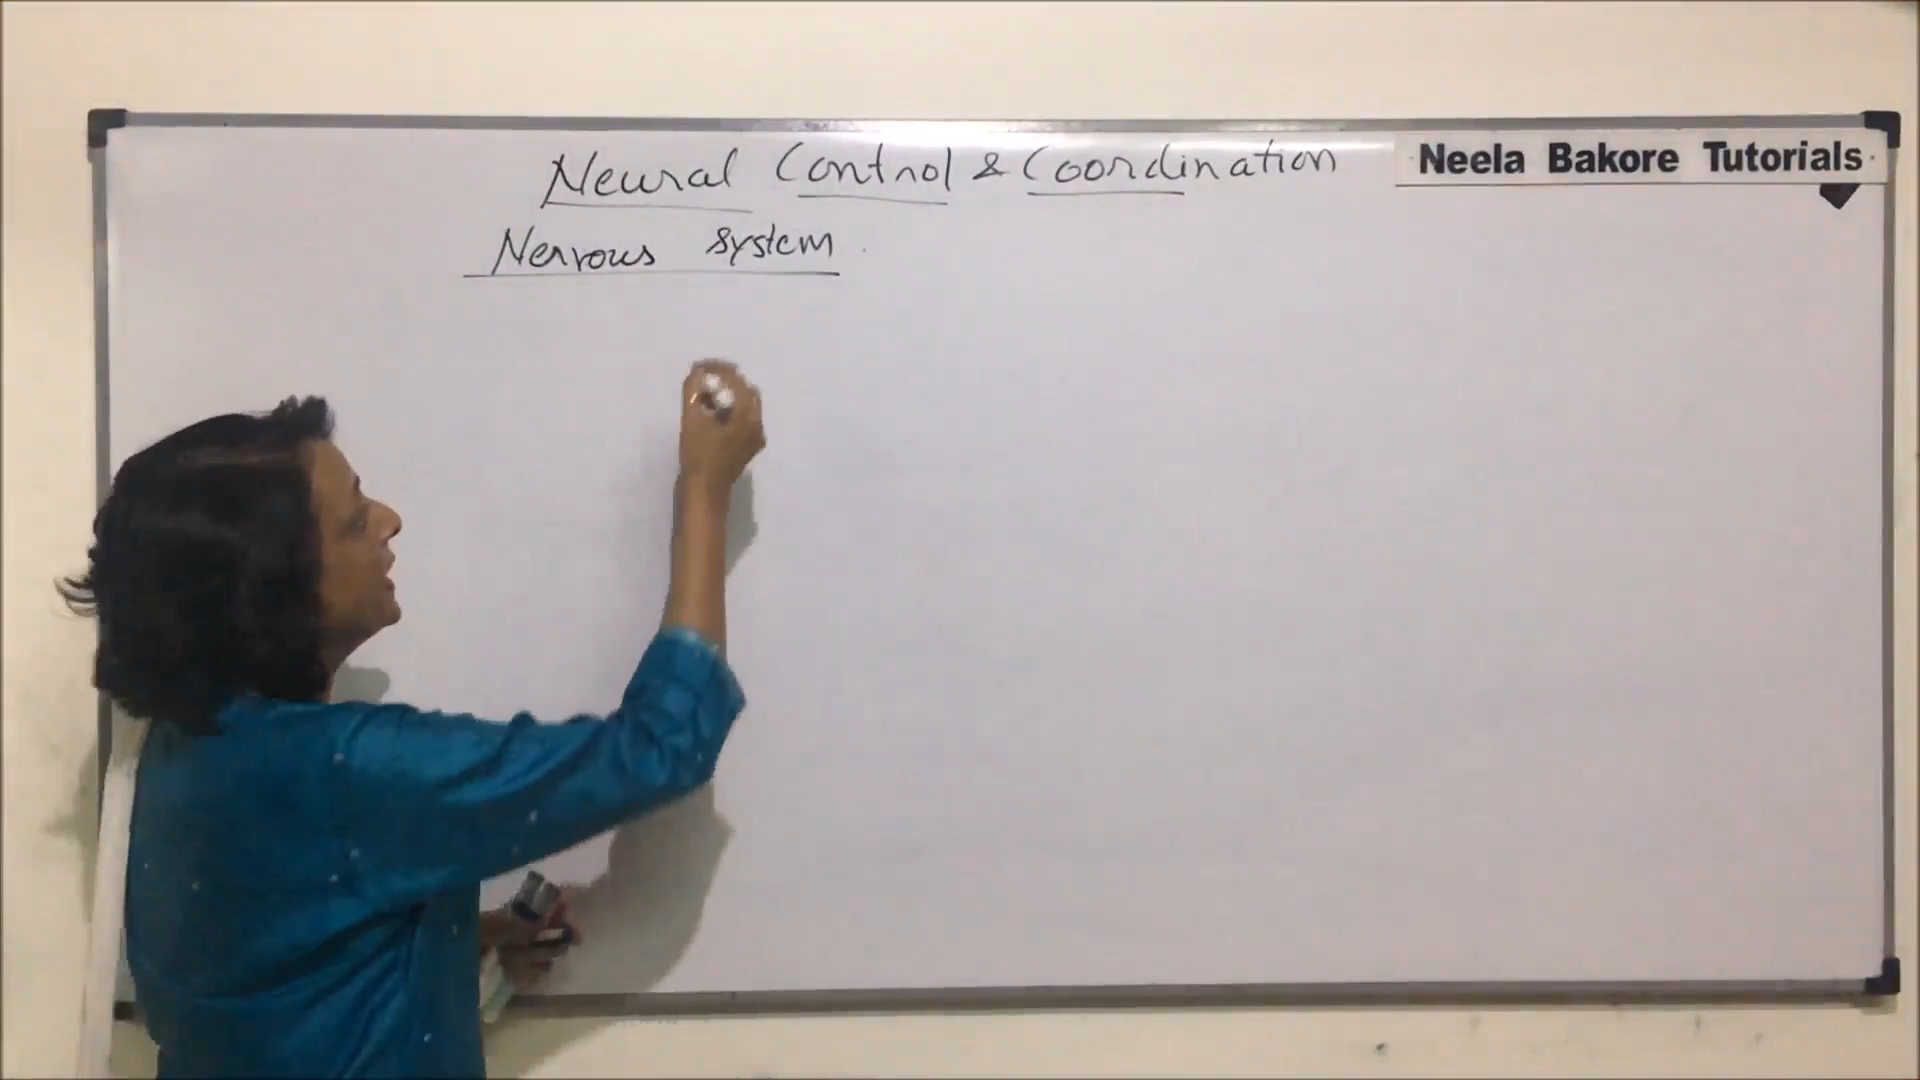 Neural Control & Coordination
Neela Bakore Tutorials
Nervous system